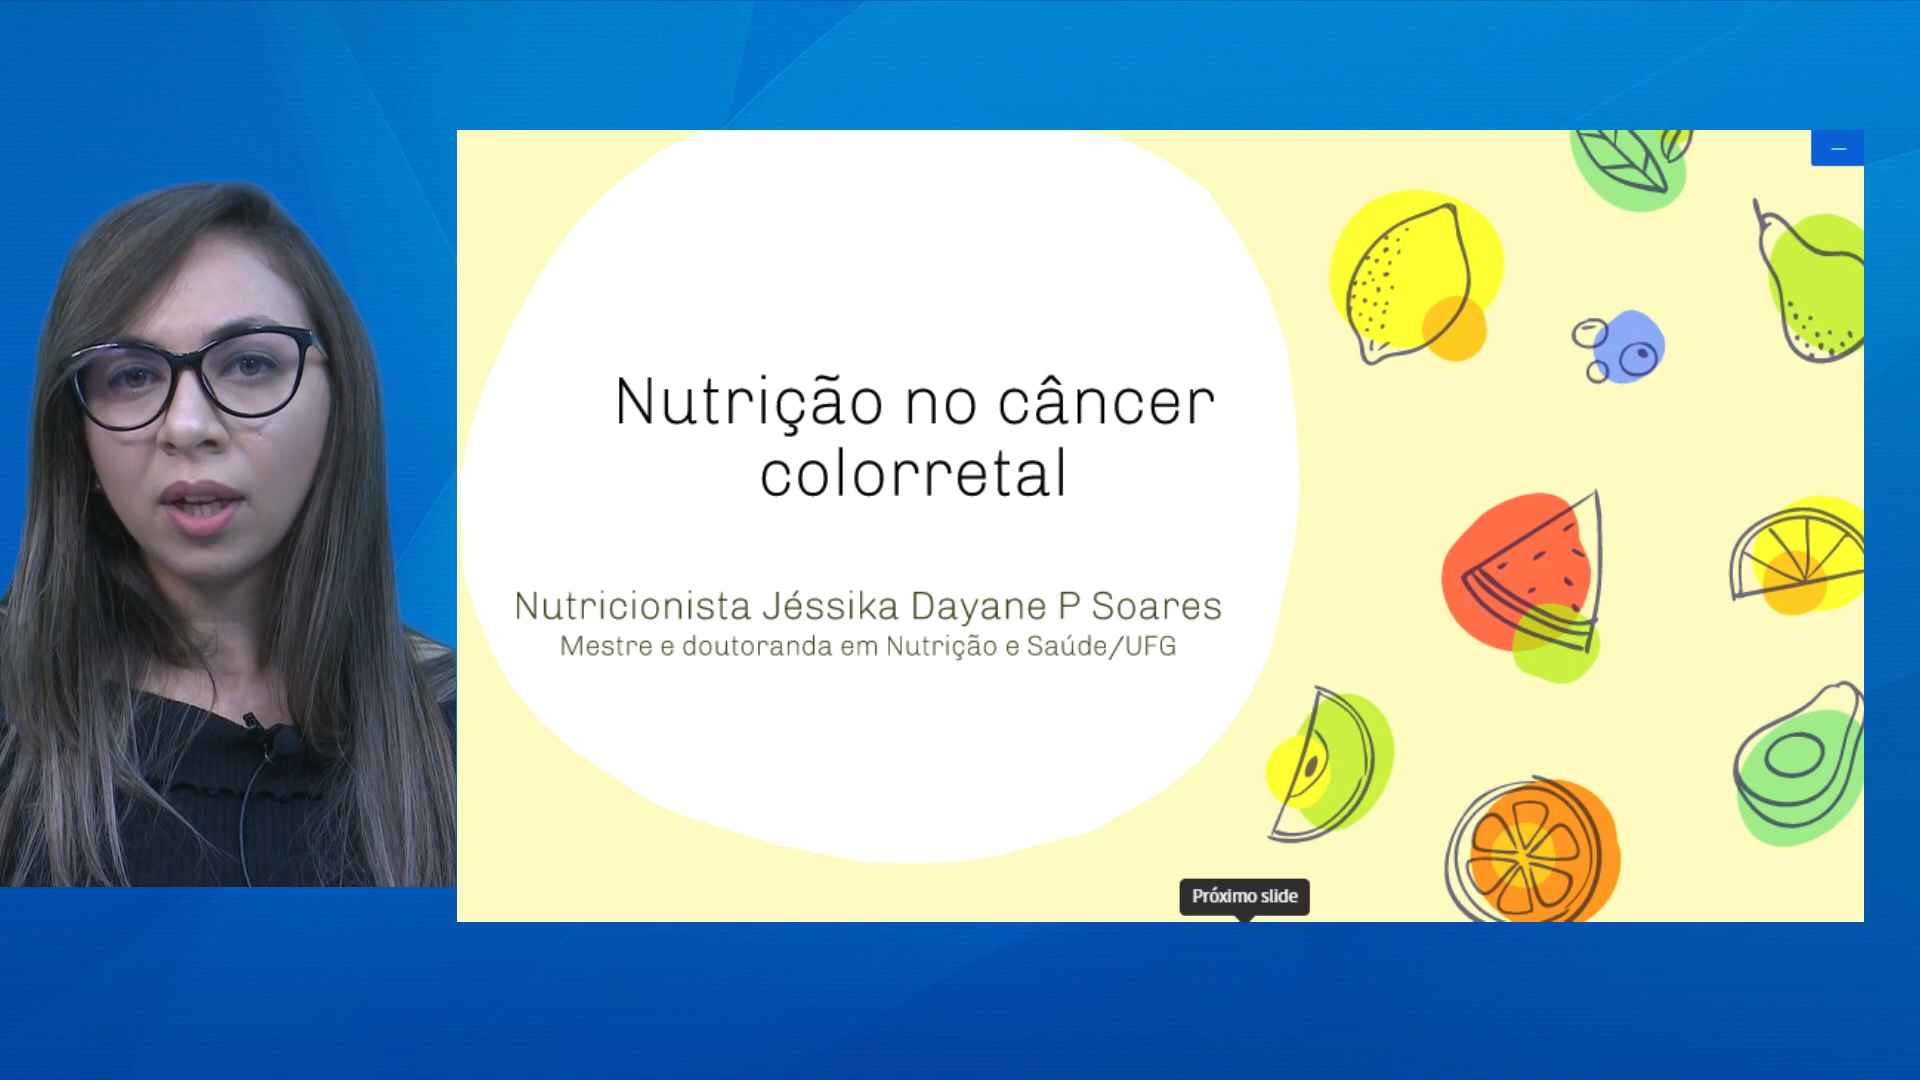 Nutrição no câncer
colorretal
Nutricionista Jéssika Dayane P Soares
Mestre e doutoranda em Nutrição e Saúde/UFG
Próximo slide